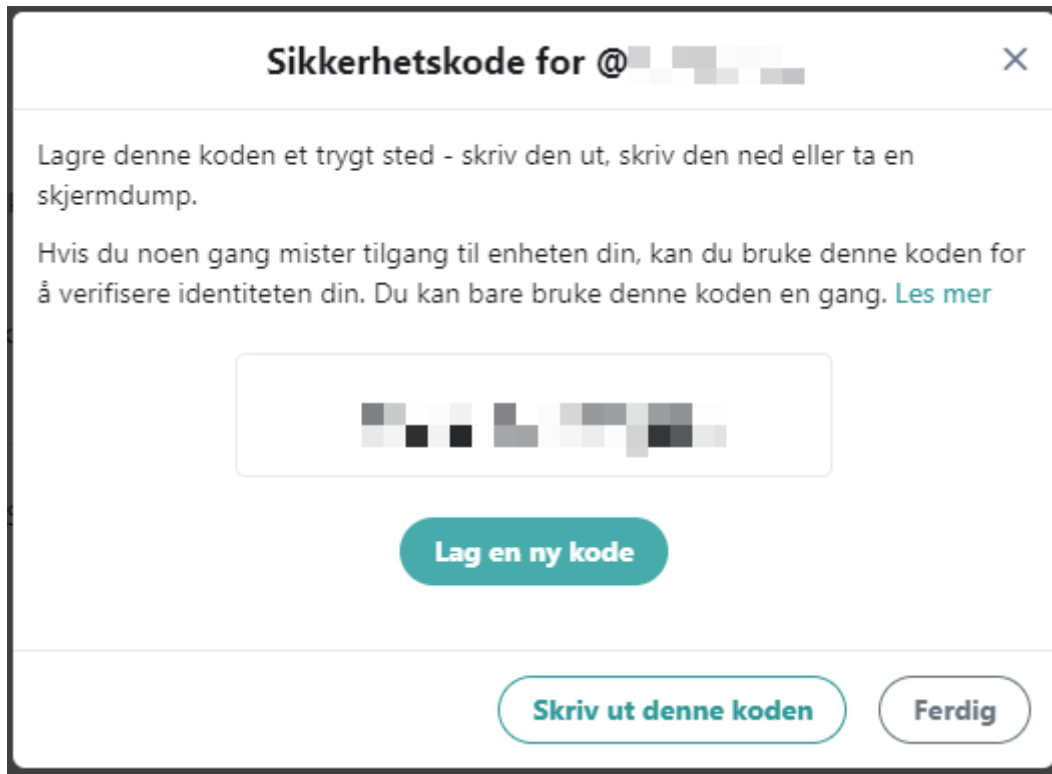 Sikkerhetskode for @
Lagre denne koden et trygt sted - skriv den ut, skriv den ned eller ta en
skjermdump.
Hvis du noen gang mister tilgang til enheten din, kan du bruke denne koden for
å verifisere identiteten din. Du kan bare bruke denne koden en gang. Les mer
Lag en ny kode
Skriv ut denne koden
Ferdig